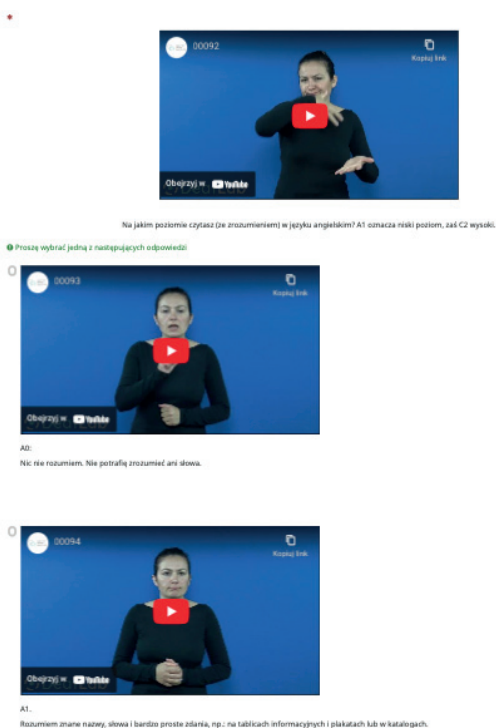 *
00092
Kopiuj link
Obejrzyj w YouTube
Na jakim poziomie czytasz (ze zrozumieniem) w języku angielskim? A1 oznacza niski poziom, zaś C2 wysoki.
Proszę wybrać jedną z następujących odpowiedzi
00093
Kopiuj link
Obejrzyj w YouTube
A0:
Nic nie rozumiem. Nie potrafię zrozumieć ani słowa.
00094
Kopiuj link
Obejrzyj w YouTube
A1.
Rozumiem znane nazwy, słowa i bardzo proste zdania, np.: na tablicach informacyjnych i plakatach lub w katalogach.